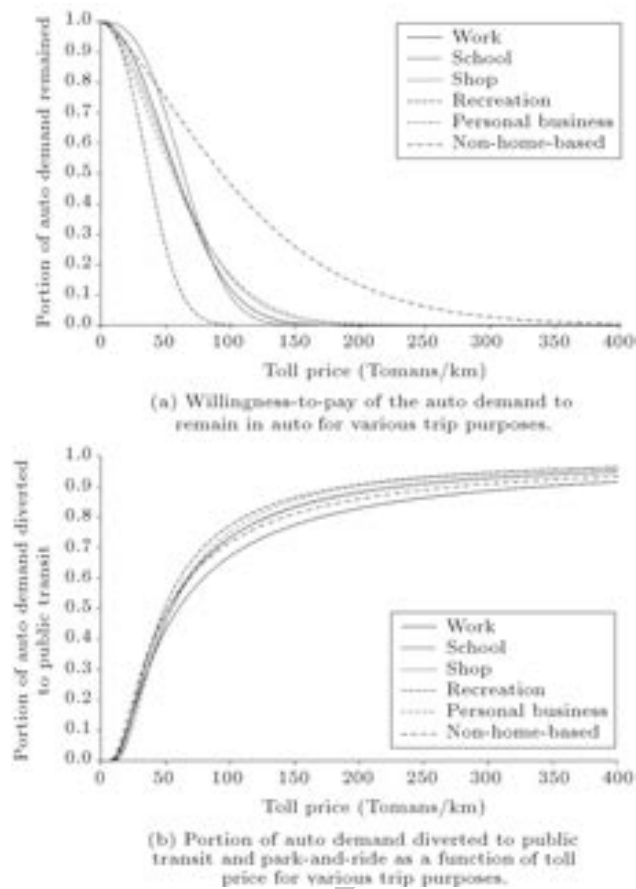 1.0
0.9
0.8
0.7
0.6
0.5
0.4
0.3
0.2
0.1
0.0
Portion of auto demand remained
Work
School
Shop
Recreation
Personal business
Non-home-based
0 50 100 150 200 250 300 350 400
Toll price (Tomans/km)
(a) Willingness-to-pay of the auto demand to
remain in auto for various trip purposes.
1.0
0.9
0.8
0.7
0.6
0.5
0.4
0.3
0.2
0.1
0.0
Portion of auto demand diverted
to public transit
Work
School
Shop
Recreation
Personal business
Non-home-based
0 50 100 150 200 250 300 350 400
Toll price (Tomans/km)
(b) Portion of auto demand diverted to public
transit and park-and-ride as a function of toll
price for various trip purposes.